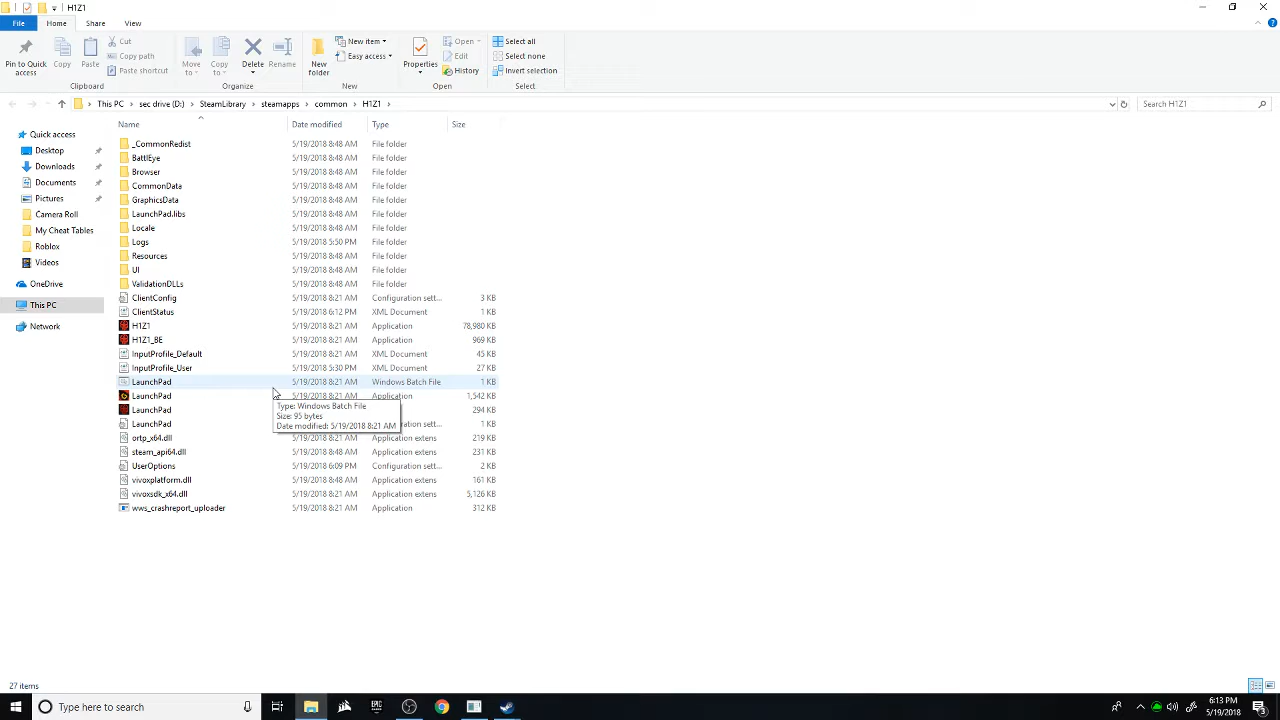 H1Z1
File Home Share View
Pin to Quick access
Copy
Paste
Cut
Copy path
Paste shortcut
Clipboard
Move to
Copy to
Delete
Rename
Organize
New folder
New item
Easy access
New
Properties
Open
Edit
History
Open
Select all
Select none
Invert selection
Select
This PC › sec drive (D:) › SteamLibrary › steamapps › common › H1Z1 ›
Search H1Z1
Quick access
Desktop
Downloads
Documents
Pictures
Camera Roll
My Cheat Tables
Roblox
Videos
OneDrive
This PC
Network
Name Date modified Type Size
_CommonRedist 5/19/2018 8:48 AM File folder
BattlEye 5/19/2018 8:48 AM File folder
Browser 5/19/2018 8:48 AM File folder
CommonData 5/19/2018 8:48 AM File folder
GraphicsData 5/19/2018 8:48 AM File folder
LaunchPad.libs 5/19/2018 8:48 AM File folder
Locale 5/19/2018 8:48 AM File folder
Logs 5/19/2018 5:50 PM File folder
Resources 5/19/2018 8:48 AM File folder
UI 5/19/2018 8:48 AM File folder
ValidationDLLs 5/19/2018 8:48 AM File folder
ClientConfig 5/19/2018 8:21 AM Configuration sett... 3 KB
ClientStatus 5/19/2018 6:12 PM XML Document 1 KB
H1Z1 5/19/2018 8:21 AM Application 78,980 KB
H1Z1_BE 5/19/2018 8:21 AM Application 969 KB
InputProfile_Default 5/19/2018 8:21 AM XML Document 45 KB
InputProfile_User 5/19/2018 5:30 PM XML Document 27 KB
LaunchPad 5/19/2018 8:21 AM Windows Batch File 1 KB
LaunchPad 5/19/2018 8:21 AM Application 1,542 KB
LaunchPad 294 KB
LaunchPad ration sett... 1 KB
Type: Windows Batch File
Size: 95 bytes
Date modified: 5/19/2018 8:21 AM
ortp_x64.dll 5/19/2018 8:21 AM Application extens 219 KB
steam_api64.dll 5/19/2018 8:48 AM Application extens 231 KB
UserOptions 5/19/2018 6:09 PM Configuration sett... 2 KB
vivoxplatform.dll 5/19/2018 8:48 AM Application extens 161 KB
vivoxsdk_x64.dll 5/19/2018 8:21 AM Application extens 5,126 KB
wws_crashreport_uploader 5/19/2018 8:21 AM Application 312 KB
27 items
Type here to search
EPIC
6:13 PM
5/19/2018
3